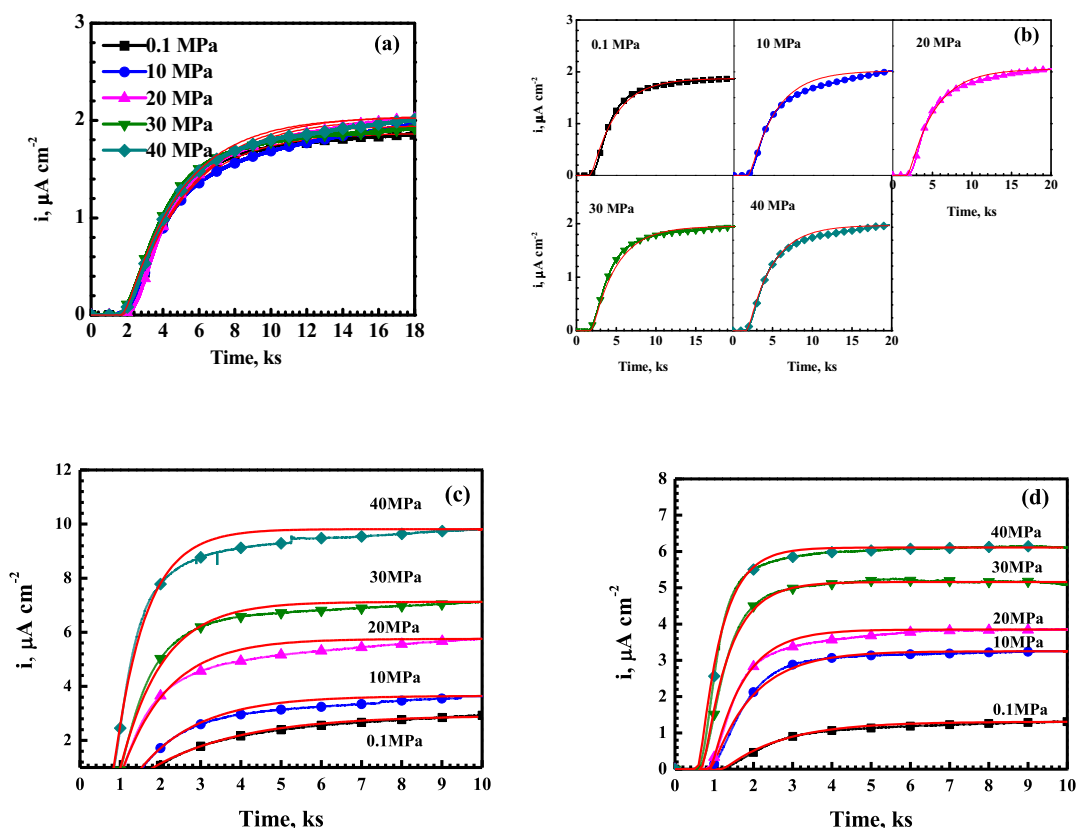 (a)
0.1 MPa
10 MPa
20 MPa
30 MPa
40 MPa
i, μA cm⁻²
3
2
1
0
0 2 4 6 8 10 12 14 16 18
Time, ks
(b)
0.1 MPa
10 MPa
20 MPa
i, μA cm⁻²
i, μA cm⁻²
3
2
1
0
0 5 10 15 20
30 MPa
40 MPa
i, μA cm⁻²
i, μA cm⁻²
2
1
0
0 5 10 15 0 5 10 15 20
Time, ks
Time, ks
Time, ks
(c)
40MPa
30MPa
20MPa
10MPa
0.1MPa
i, μA cm⁻²
12
10
8
6
4
2
0 1 2 3 4 5 6 7 8 9 10
Time, ks
(d)
40MPa
30MPa
20MPa
10MPa
0.1MPa
i, μA cm⁻²
8
6
5
4
3
2
1
0
0 1 2 3 4 5 6 7 8 9 10
Time, ks